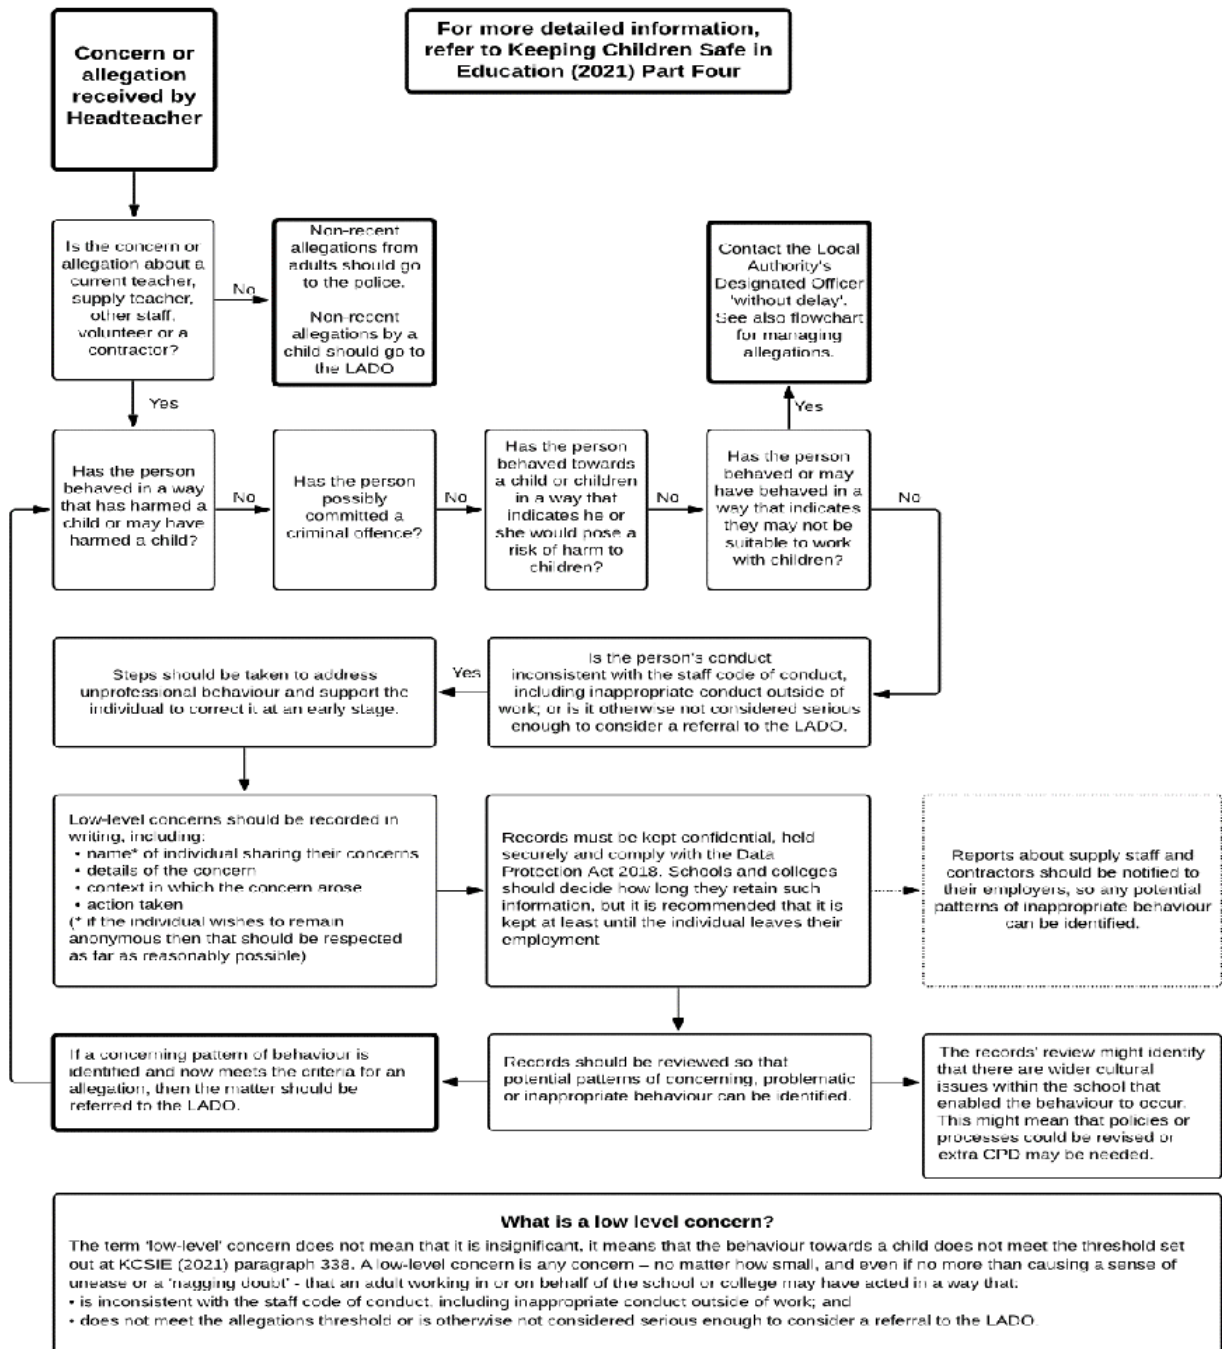 Concern or
allegation
received by
Headteacher
For more detailed information,
refer to Keeping Children Safe in
Education (2021) Part Four
Is the concern or
allegation about a
current teacher,
supply teacher,
other staff,
volunteer or a
contractor?
No
Non-recent
allegations from
adults should go
to the police.
Non-recent
allegations by a
child should go to
the LADO
Contact the Local
Authority's
Designated Officer
'without delay'.
See also flowchart
for managing
allegations.
Yes
Yes
Has the person
behaved in a way
that has harmed a
child or may have
harmed a child?
No
Has the person
possibly
committed a
criminal offence?
No
Has the person
behaved towards
a child or children
in a way that
indicates he or
she would pose a
risk of harm to
children?
No
Has the person
behaved or may
have behaved in a
way that indicates
they may not be
suitable to work
with children?
No
Is the person's conduct
inconsistent with the staff code of conduct,
including inappropriate conduct outside of
work; or is it otherwise not considered serious
enough to consider a referral to the LADO.
Yes
Steps should be taken to address
unprofessional behaviour and support the
individual to correct it at an early stage.
Low-level concerns should be recorded in
writing, including:
• name* of individual sharing their concerns
• details of the concern
• context in which the concern arose
• action taken
(* if the individual wishes to remain
anonymous then that should be respected
as far as reasonably possible)
Records must be kept confidential, held
securely and comply with the Data
Protection Act 2018. Schools and colleges
should decide how long they retain such
information, but it is recommended that it is
kept at least until the individual leaves their
employment
Reports about supply staff and
contractors should be notified to
their employers, so any potential
patterns of inappropriate behaviour
can be identified.
If a concerning pattern of behaviour is
identified and now meets the criteria for an
allegation, then the matter should be
referred to the LADO.
Records should be reviewed so that
potential patterns of concerning, problematic
or inappropriate behaviour can be identified.
The records' review might identify
that there are wider cultural
issues within the school that
enabled the behaviour to occur.
This might mean that policies or
processes could be revised or
extra CPD may be needed.
What is a low level concern?
The term 'low-level' concern does not mean that it is insignificant, it means that the behaviour towards a child does not meet the threshold set
out at KCSIE (2021) paragraph 338. A low-level concern is any concern – no matter how small, and even if no more than causing a sense of
unease or a 'nagging doubt' - that an adult working in or on behalf of the school or college may have acted in a way that:
• is inconsistent with the staff code of conduct, including inappropriate conduct outside of work; and
• does not meet the allegations threshold or is otherwise not considered serious enough to consider a referral to the LADO.